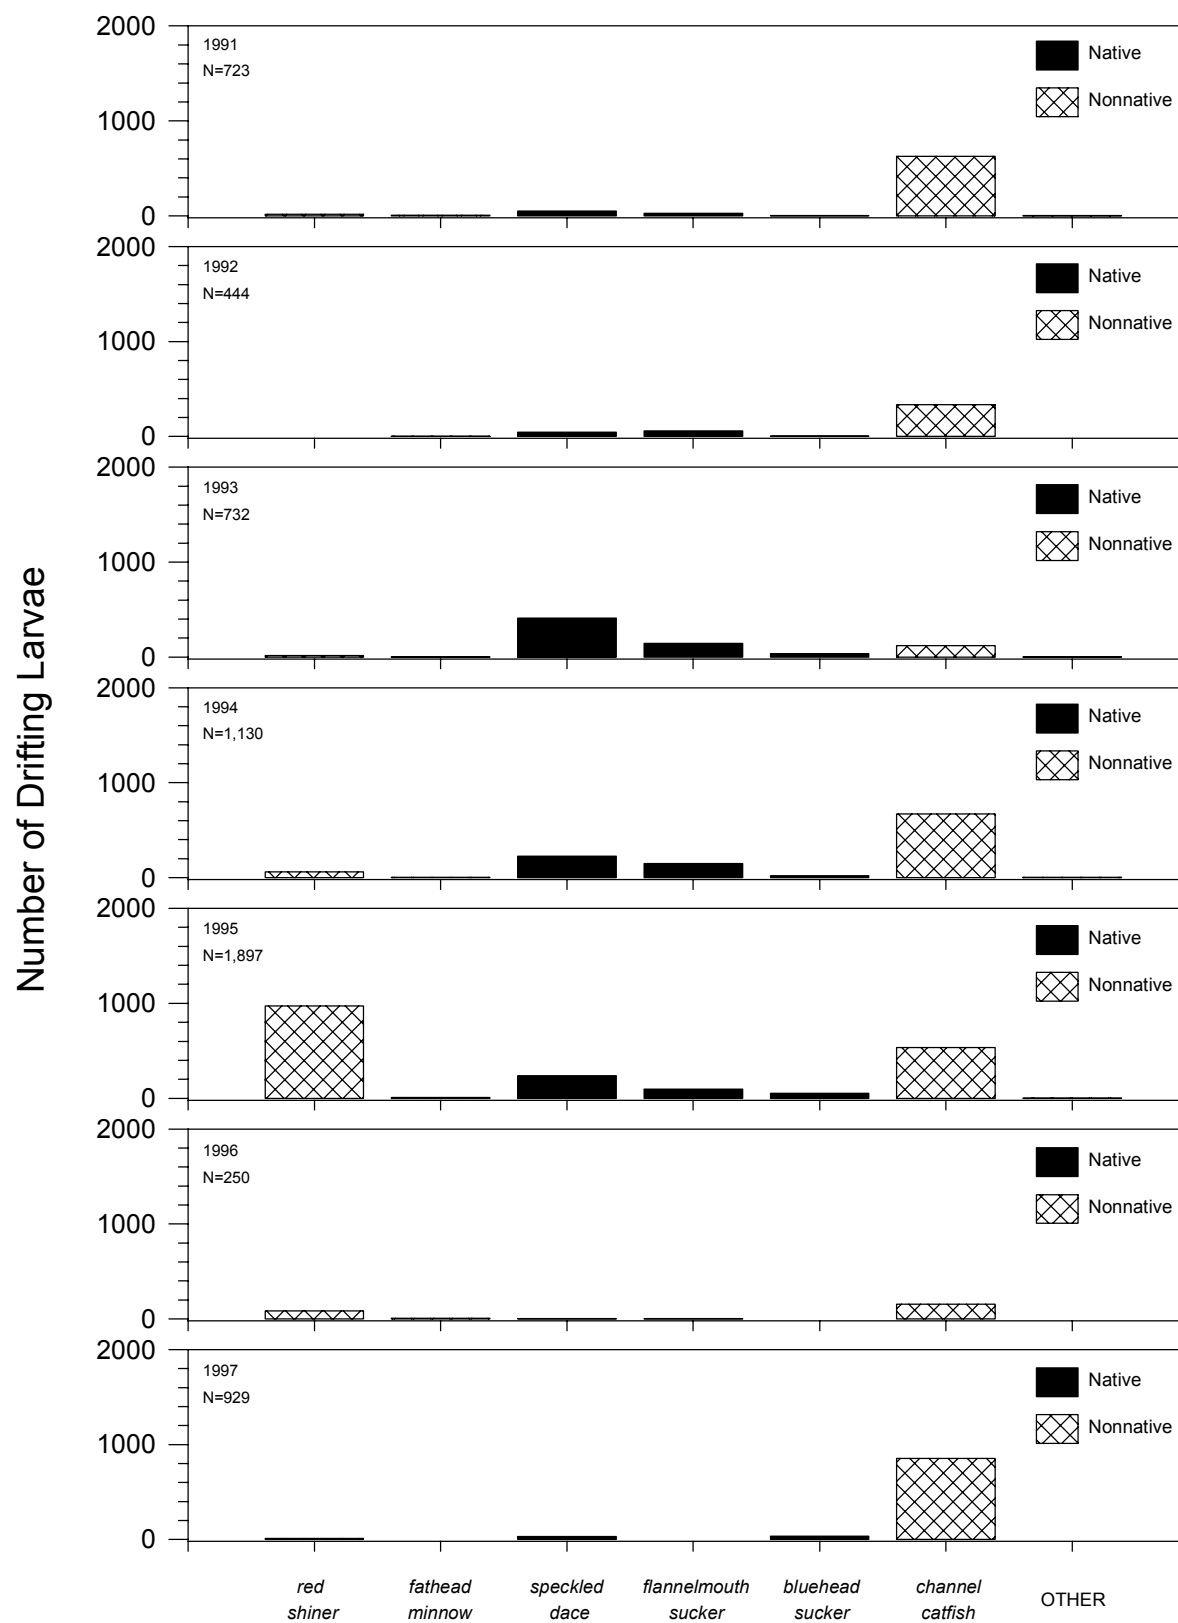 2000
1991
N=723
Native
Nonnative
1000
0
2000
1992
N=444
Native
Nonnative
1000
0
2000
1993
N=732
Native
Nonnative
1000
0
2000
1994
N=1,130
Native
Nonnative
1000
0
2000
1995
N=1,897
Native
Nonnative
1000
0
2000
1996
N=250
Native
Nonnative
1000
0
2000
1997
N=929
Native
Nonnative
1000
0
Number of Drifting Larvae
red
shiner
fathead
minnow
speckled
dace
flannelmouth
sucker
bluehead
sucker
channel
catfish
OTHER